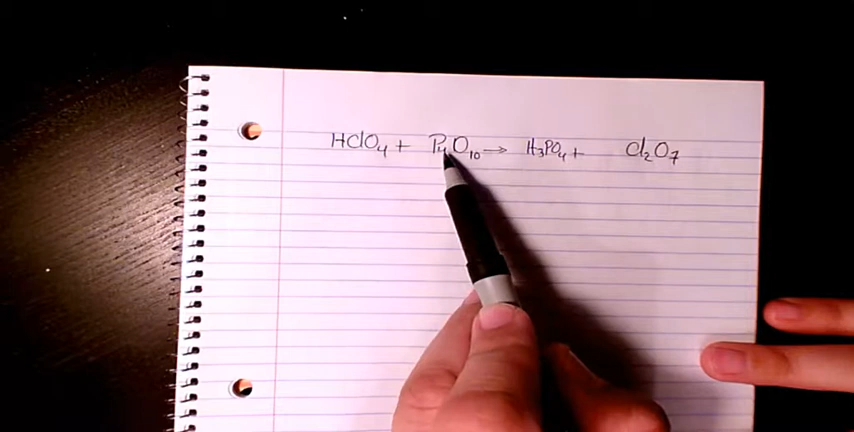 HClO₄ + P₄O₁₀ → H₃PO₄ + Cl₂O₇